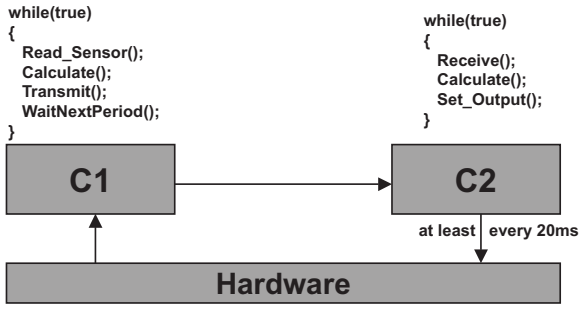 while(true)
{
Read_Sensor();
Calculate();
Transmit();
WaitNextPeriod();
}
while(true)
{
Receive();
Calculate();
Set_Output();
}
C1
C2
at least every 20ms
Hardware